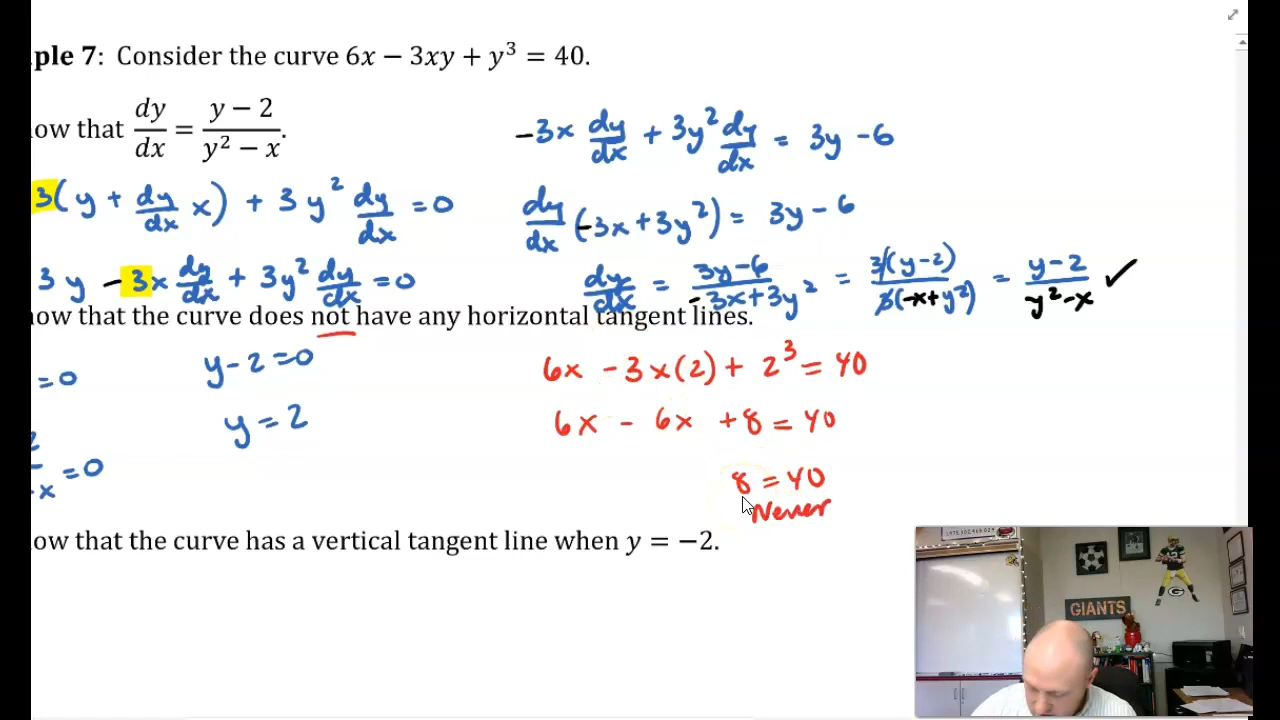 ple 7: Consider the curve 6x − 3xy + y³ = 40.
ow that dy/dx = (y − 2)/(y² − x).
-3x dy/dx + 3y² dy/dx = 3y - 6
3(y + dy/dx x) + 3y² dy/dx = 0
dy/dx (-3x + 3y²) = 3y - 6
3y - 3x dy/dx + 3y² dy/dx = 0
dy/dx = (3y - 6)/(-3x + 3y²) = 3(y - 2)/3(-x + y²) = (y - 2)/(y² - x) ✓
ow that the curve does not have any horizontal tangent lines.
= 0
y - 2 = 0
y = 2
6x - 3x(2) + 2³ = 40
6x - 6x + 8 = 40
8 = 40
Never
2
x = 0
ow that the curve has a vertical tangent line when y = −2.
GIANTS
G